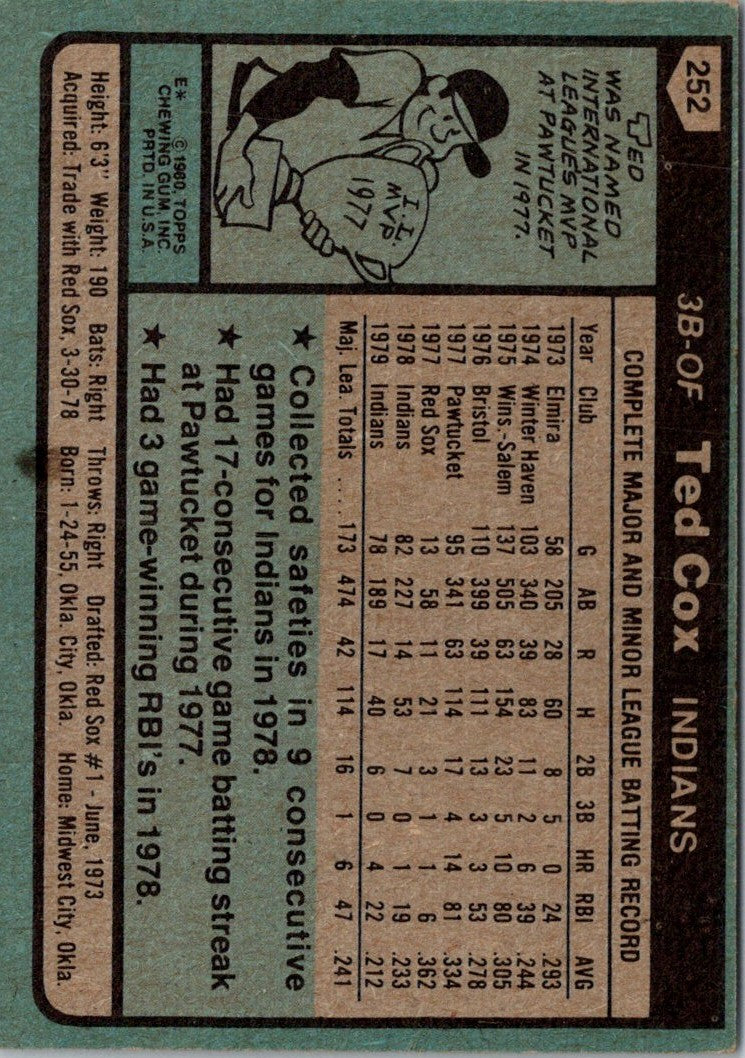 252
3B-OF Ted Cox INDIANS
TED
WAS NAMED
INTERNATIONAL
LEAGUE'S MVP
AT PAWTUCKET
IN 1977.
I.L.
MVP
1977
E* © 1980, TOPPS
CHEWING GUM, INC.
PRTD. IN U.S.A.
COMPLETE MAJOR AND MINOR LEAGUE BATTING RECORD
Year Club G AB R H 2B 3B HR RBI AVG
1973 Elmira 58 205 28 60 8 5 0 24 .293
1974 Winter Haven 103 340 39 83 11 2 6 39 .244
1975 Wins.-Salem 137 505 63 154 23 5 10 80 .305
1976 Bristol 110 399 39 111 13 3 3 53 .278
1977 Pawtucket 95 341 63 114 17 4 14 81 .334
1977 Red Sox 13 58 11 21 3 1 1 6 .362
1978 Indians 82 227 14 53 7 0 1 19 .233
1979 Indians 78 189 17 40 6 0 4 22 .212
Maj. Lea. Totals ..... 173 474 42 114 16 1 6 47 .241
★ Collected safeties in 9 consecutive
games for Indians in 1978.
★ Had 17-consecutive game batting streak
at Pawtucket during 1977.
★ Had 3 game-winning RBI's in 1978.
Height: 6'3" Weight: 190 Bats: Right Throws: Right Drafted: Red Sox #1 - June, 1973
Acquired: Trade with Red Sox, 3-30-78 Born: 1-24-55, Okla. City, Okla. Home: Midwest City, Okla.